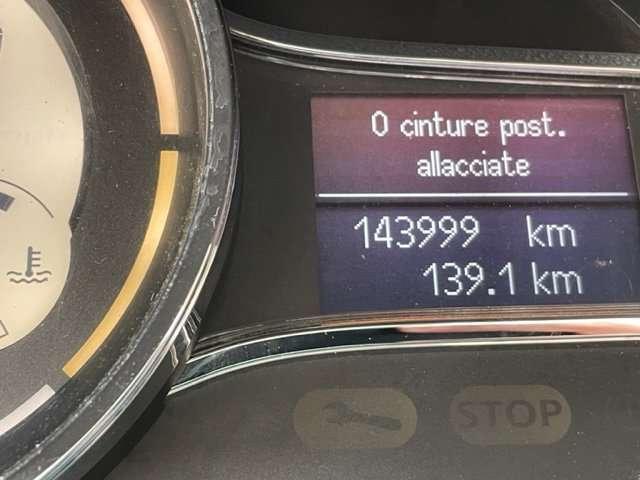 0 cinture post.
allacciate
143999 km
139.1 km
STOP